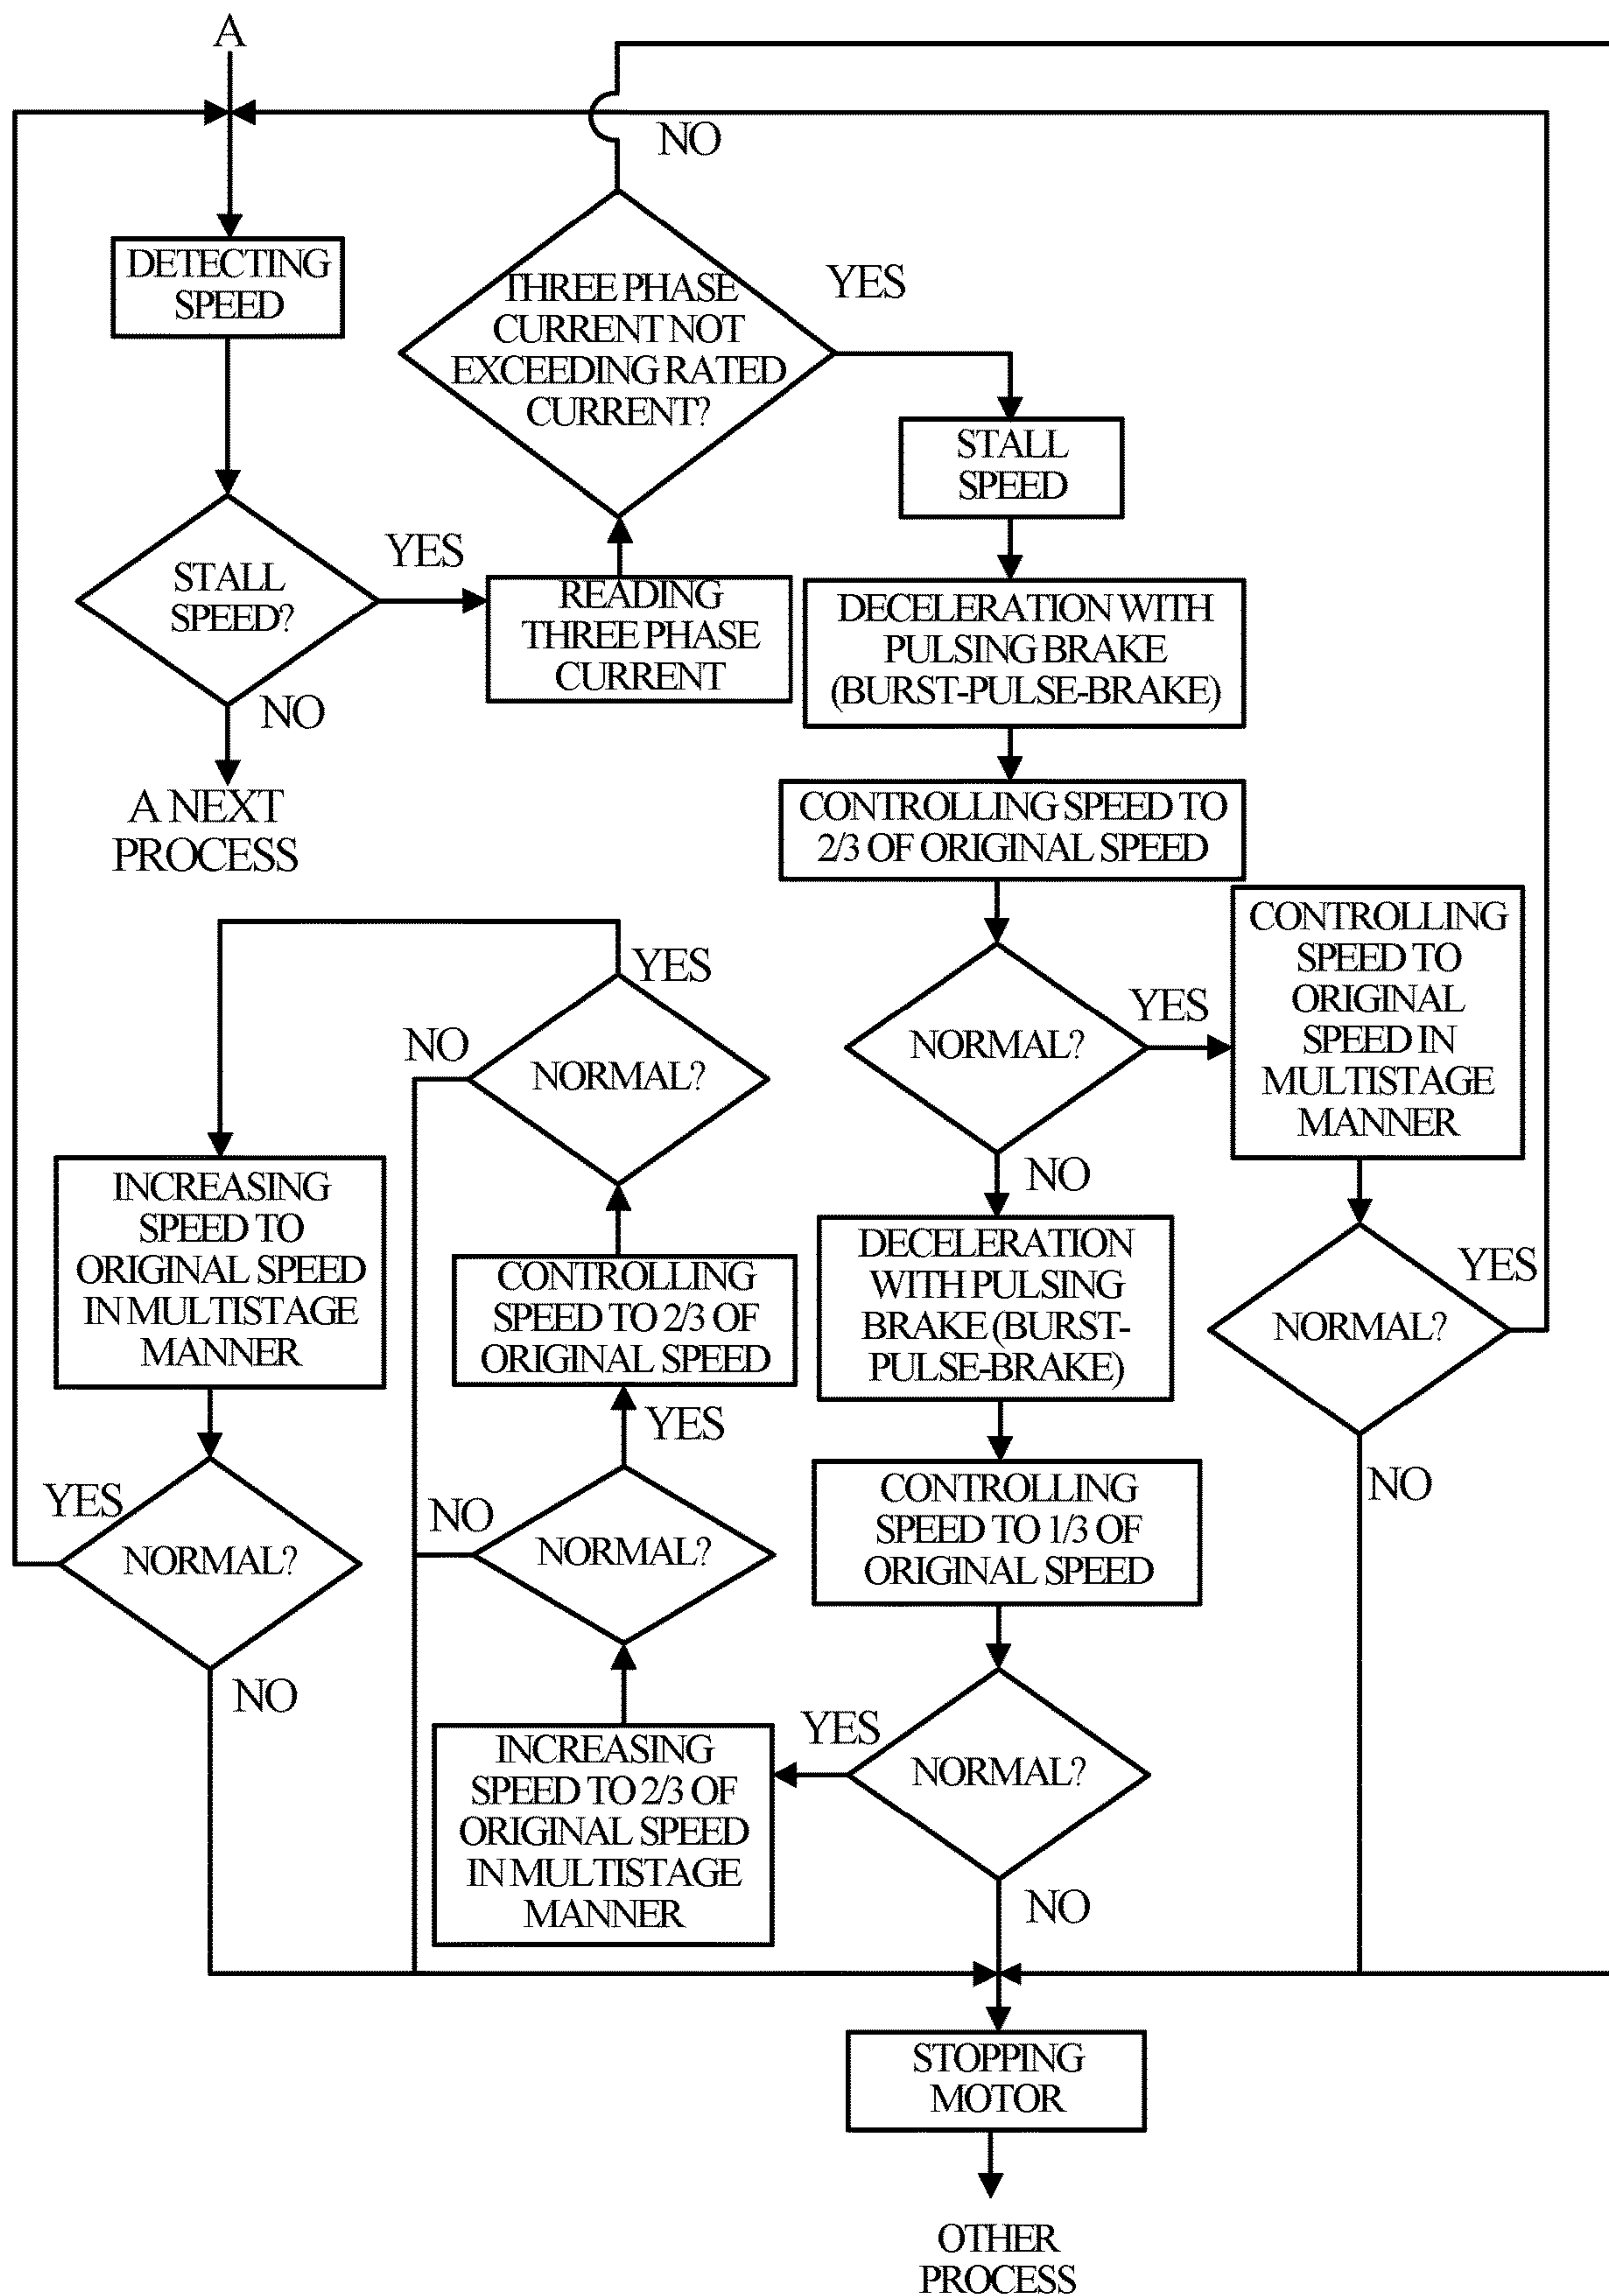 A
NO
DETECTING
SPEED
THREE PHASE
CURRENT NOT
EXCEEDING RATED
CURRENT?
YES
STALL
SPEED
STALL
SPEED?
YES
NO
READING
THREE PHASE
CURRENT
A NEXT
PROCESS
DECELERATION WITH
PULSING BRAKE
(BURST-PULSE-BRAKE)
CONTROLLING SPEED TO
2/3 OF ORIGINAL SPEED
NORMAL?
YES
NO
CONTROLLING
SPEED TO
ORIGINAL
SPEED IN
MULTISTAGE
MANNER
NORMAL?
YES
NO
DECELERATION
WITH PULSING
BRAKE (BURST-
PULSE-BRAKE)
CONTROLLING
SPEED TO 1/3 OF
ORIGINAL SPEED
NORMAL?
YES
NO
INCREASING
SPEED TO 2/3 OF
ORIGINAL SPEED
IN MULTISTAGE
MANNER
NORMAL?
YES
NO
CONTROLLING
SPEED TO 2/3 OF
ORIGINAL SPEED
NORMAL?
YES
NO
INCREASING
SPEED TO
ORIGINAL SPEED
IN MULTISTAGE
MANNER
NORMAL?
YES
NO
STOPPING
MOTOR
OTHER
PROCESS